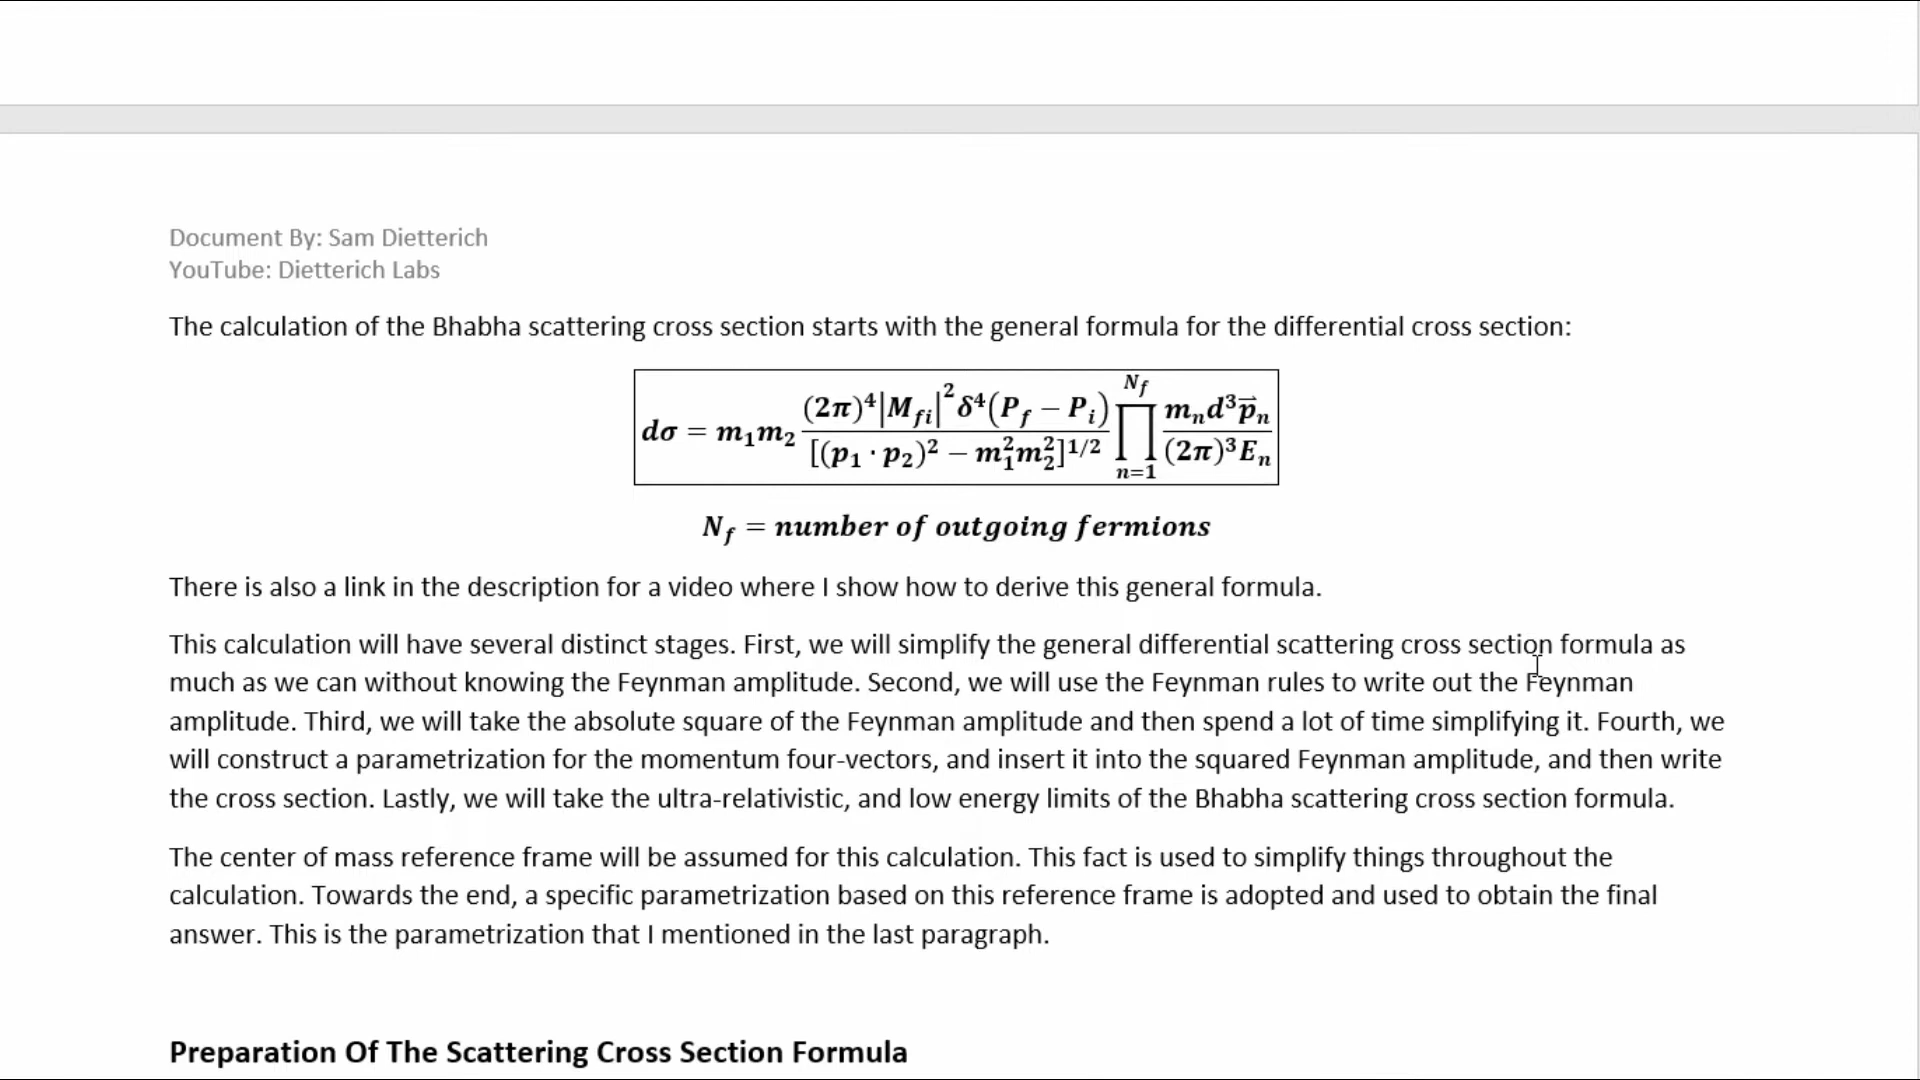 Document By: Sam Dietterich
YouTube: Dietterich Labs
The calculation of the Bhabha scattering cross section starts with the general formula for the differential cross section:
dσ = m₁m₂ (2π)⁴|M_fi|²δ⁴(P_f − P_i) / [(p₁ · p₂)² − m₁²m₂²]^1/2 ∏_{n=1}^{N_f} m_n d³p⃗_n / (2π)³E_n
N_f = number of outgoing fermions
There is also a link in the description for a video where I show how to derive this general formula.
This calculation will have several distinct stages. First, we will simplify the general differential scattering cross section formula as
much as we can without knowing the Feynman amplitude. Second, we will use the Feynman rules to write out the Feynman
amplitude. Third, we will take the absolute square of the Feynman amplitude and then spend a lot of time simplifying it. Fourth, we
will construct a parametrization for the momentum four-vectors, and insert it into the squared Feynman amplitude, and then write
the cross section. Lastly, we will take the ultra-relativistic, and low energy limits of the Bhabha scattering cross section formula.
The center of mass reference frame will be assumed for this calculation. This fact is used to simplify things throughout the
calculation. Towards the end, a specific parametrization based on this reference frame is adopted and used to obtain the final
answer. This is the parametrization that I mentioned in the last paragraph.
Preparation Of The Scattering Cross Section Formula